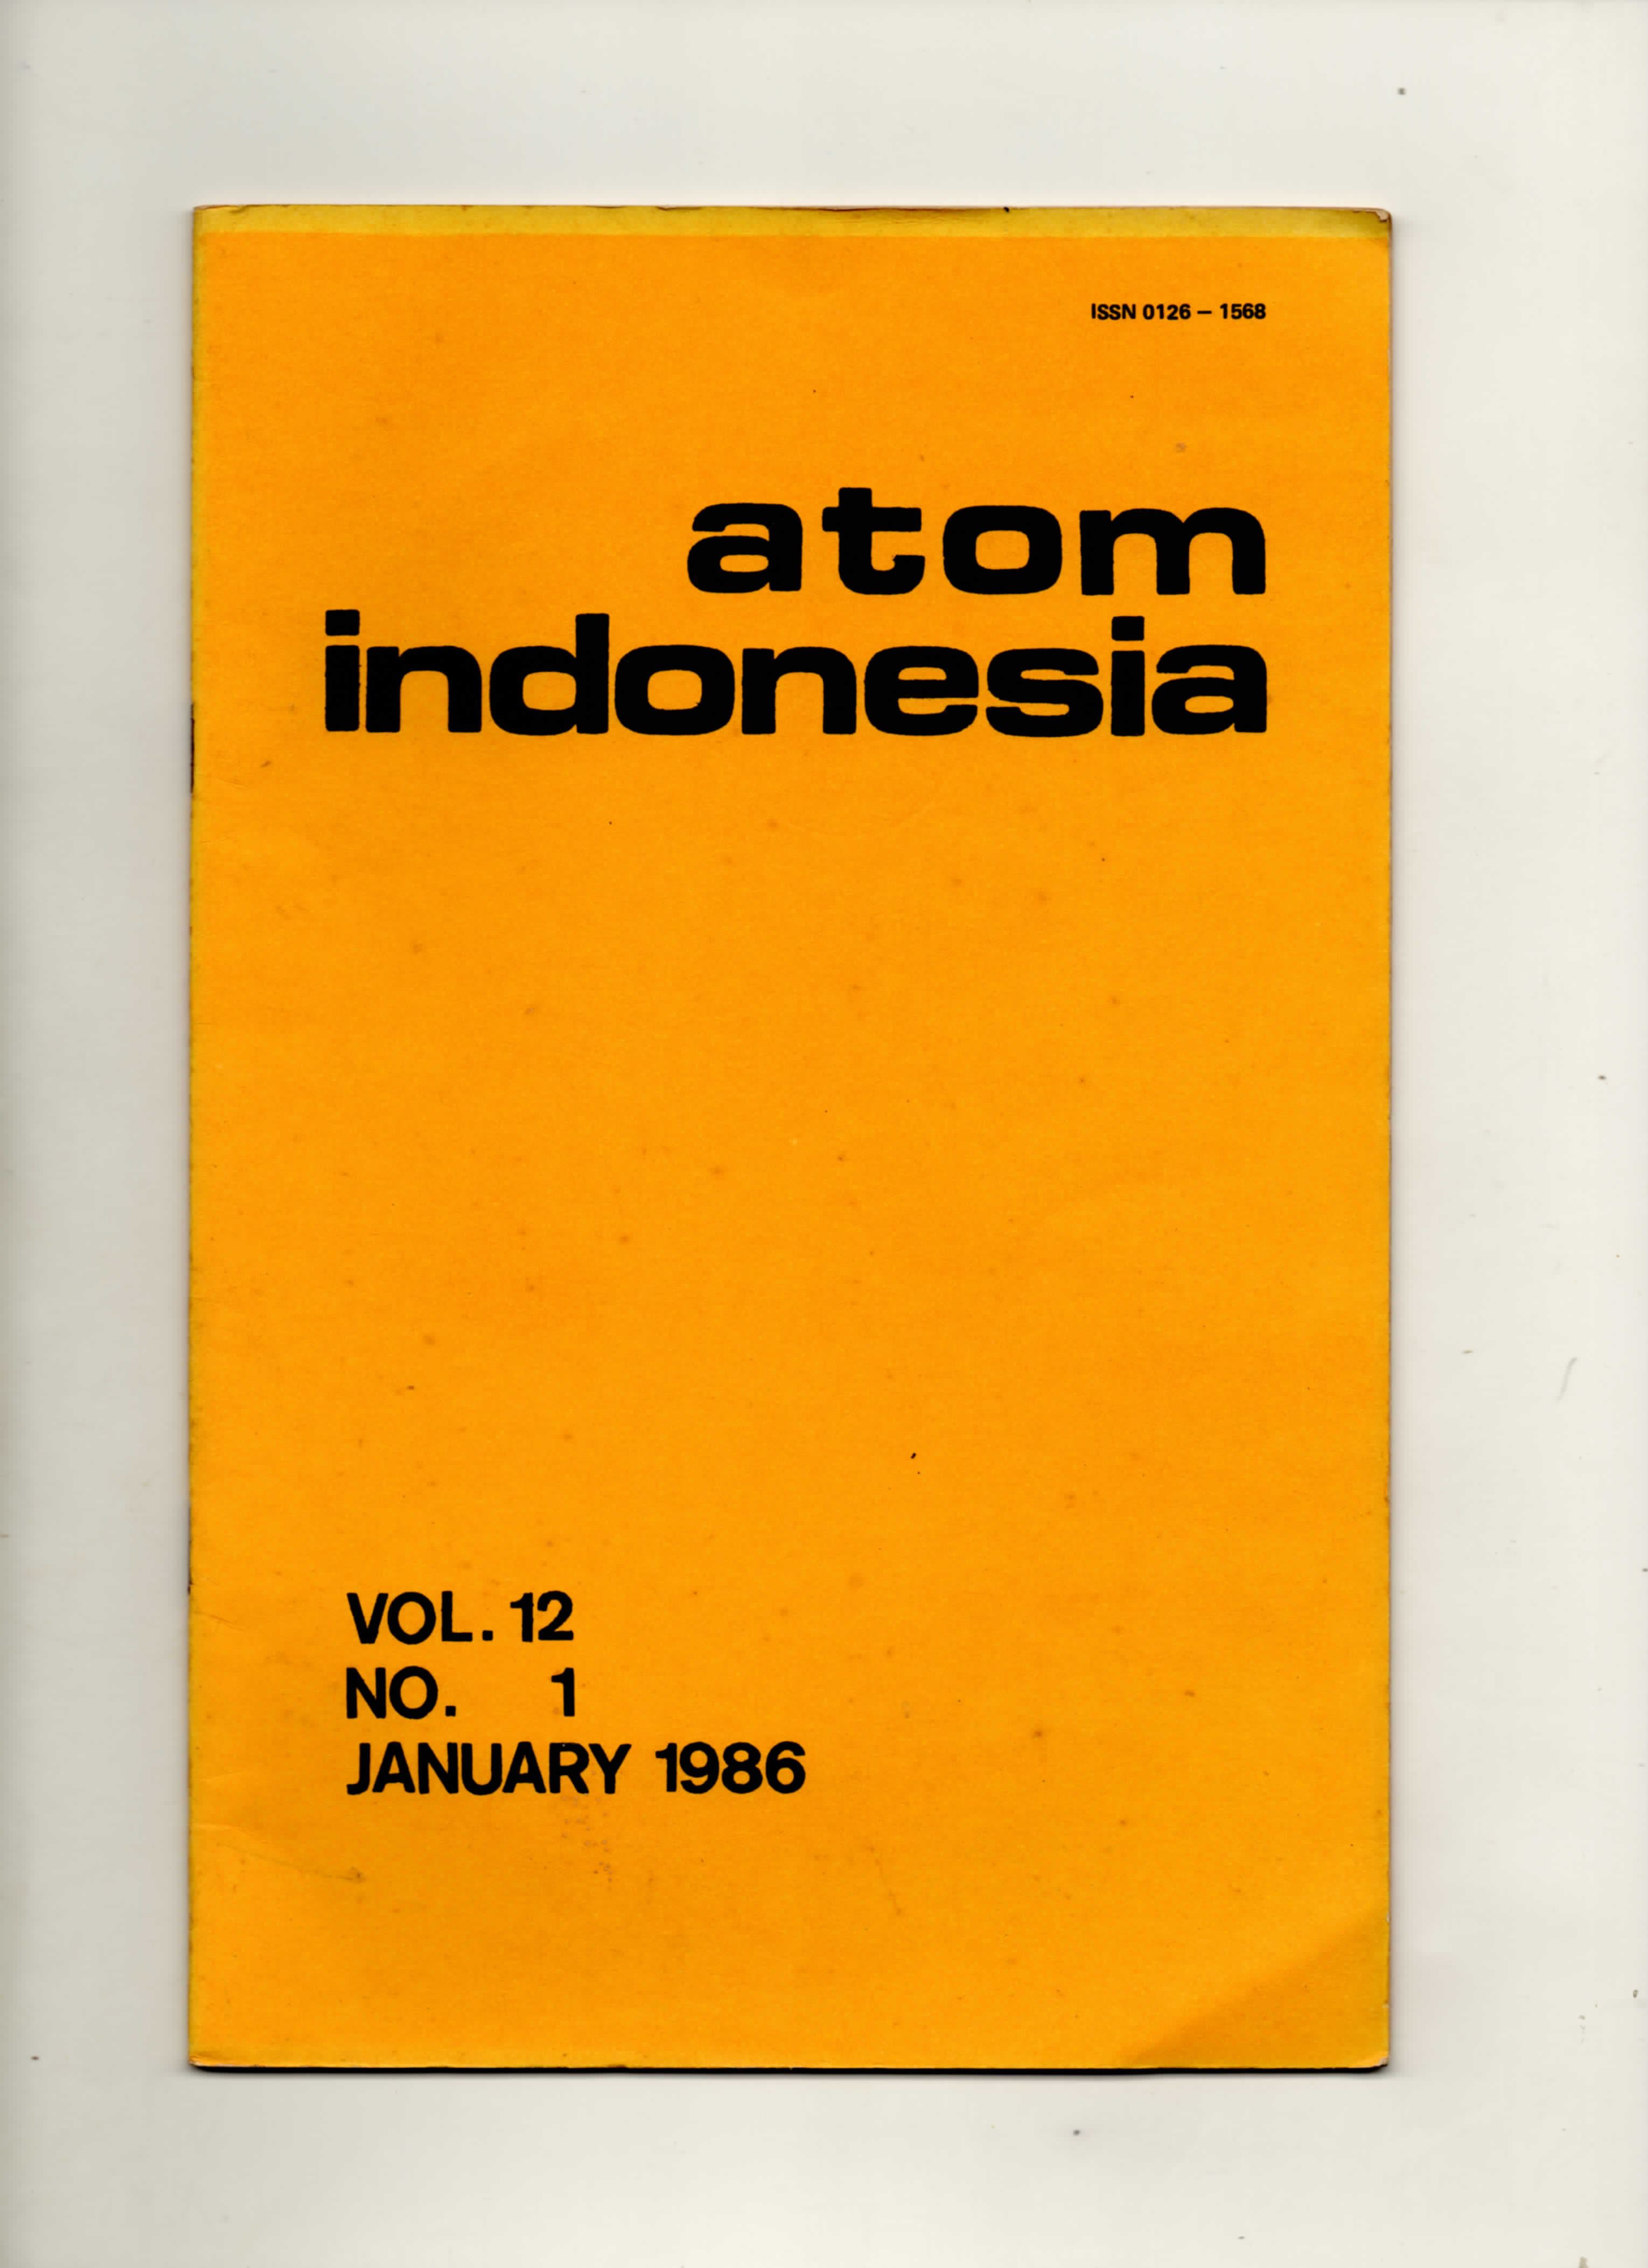 ISSN 0126 – 1568
atom
indonesia
VOL. 12
NO. 1
JANUARY 1986